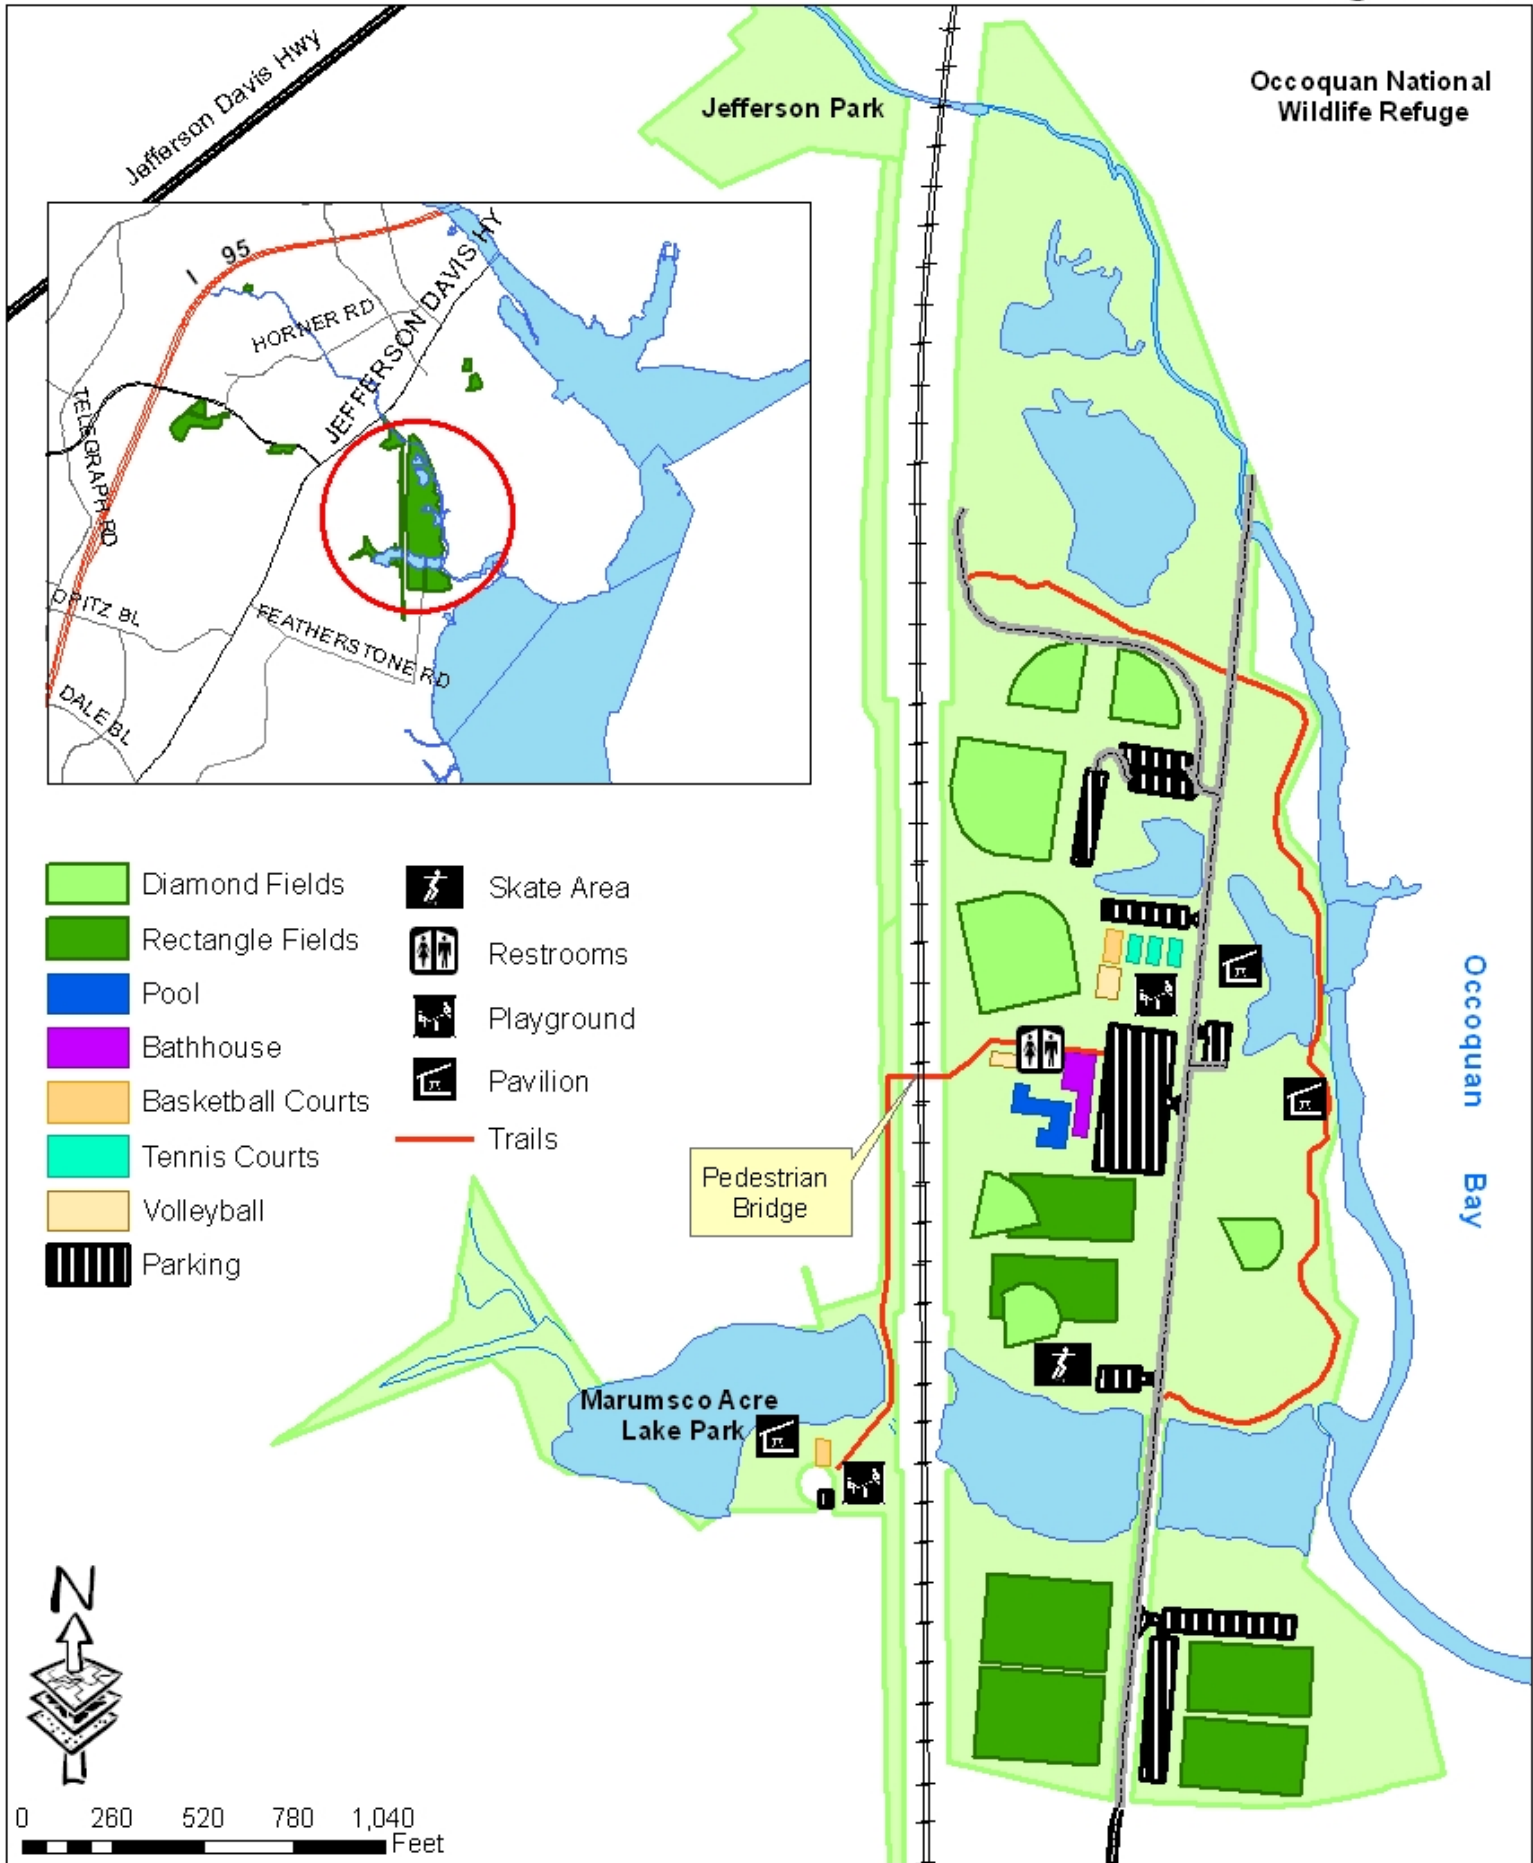 Jefferson Davis Hwy
Jefferson Park
Occoquan National
Wildlife Refuge
I 95
HORNER RD
JEFFERSON DAVIS HY
TELEGRAPH RD
OPITZ BL
FEATHERSTONE RD
DALE BL
Diamond Fields
Rectangle Fields
Pool
Bathhouse
Basketball Courts
Tennis Courts
Volleyball
Parking
Skate Area
Restrooms
Playground
Pavilion
Trails
Pedestrian
Bridge
Occoquan Bay
Marumsco Acre
Lake Park
N
0 260 520 780 1,040
Feet